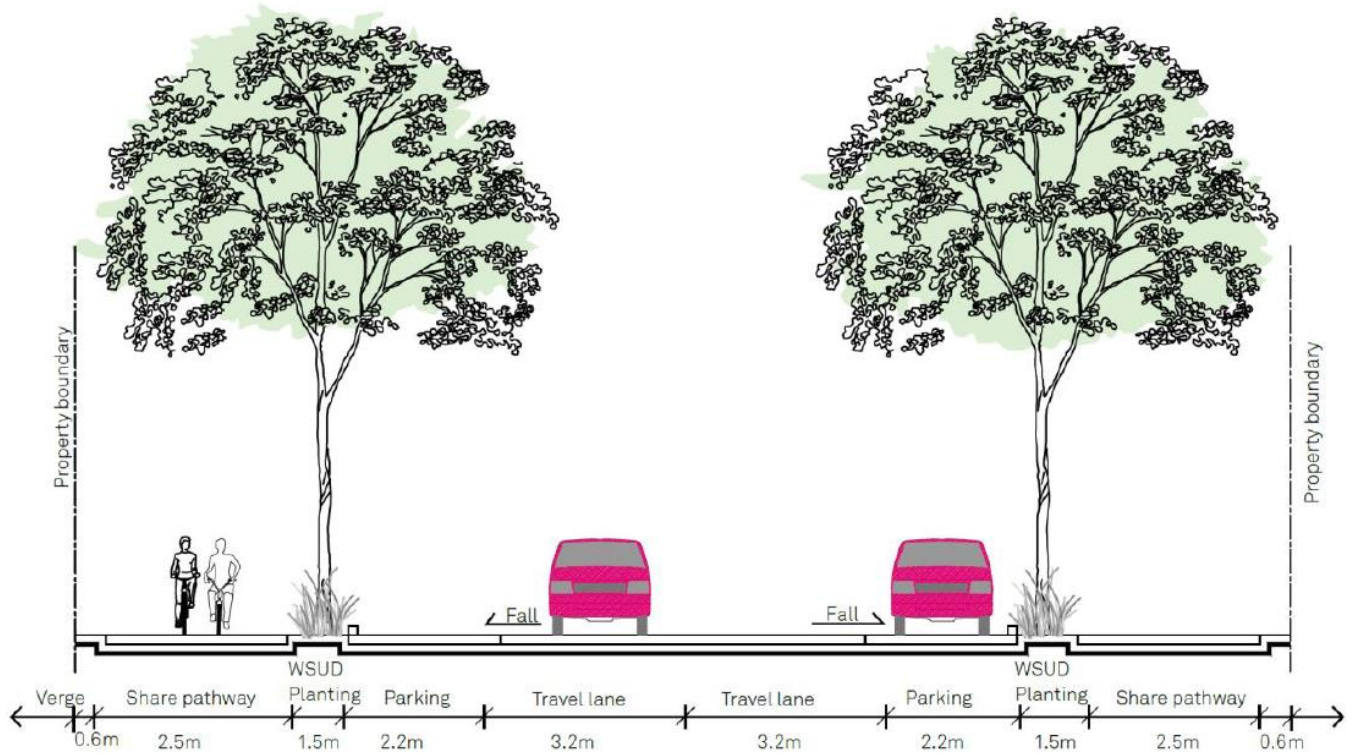 Property boundary
Property boundary
Fall
Fall
WSUD
WSUD
Verge Share pathway Planting Parking Travel lane Travel lane Parking Planting Share pathway
0.6m 2.5m 1.5m 2.2m 3.2m 3.2m 2.2m 1.5m 2.5m 0.6m